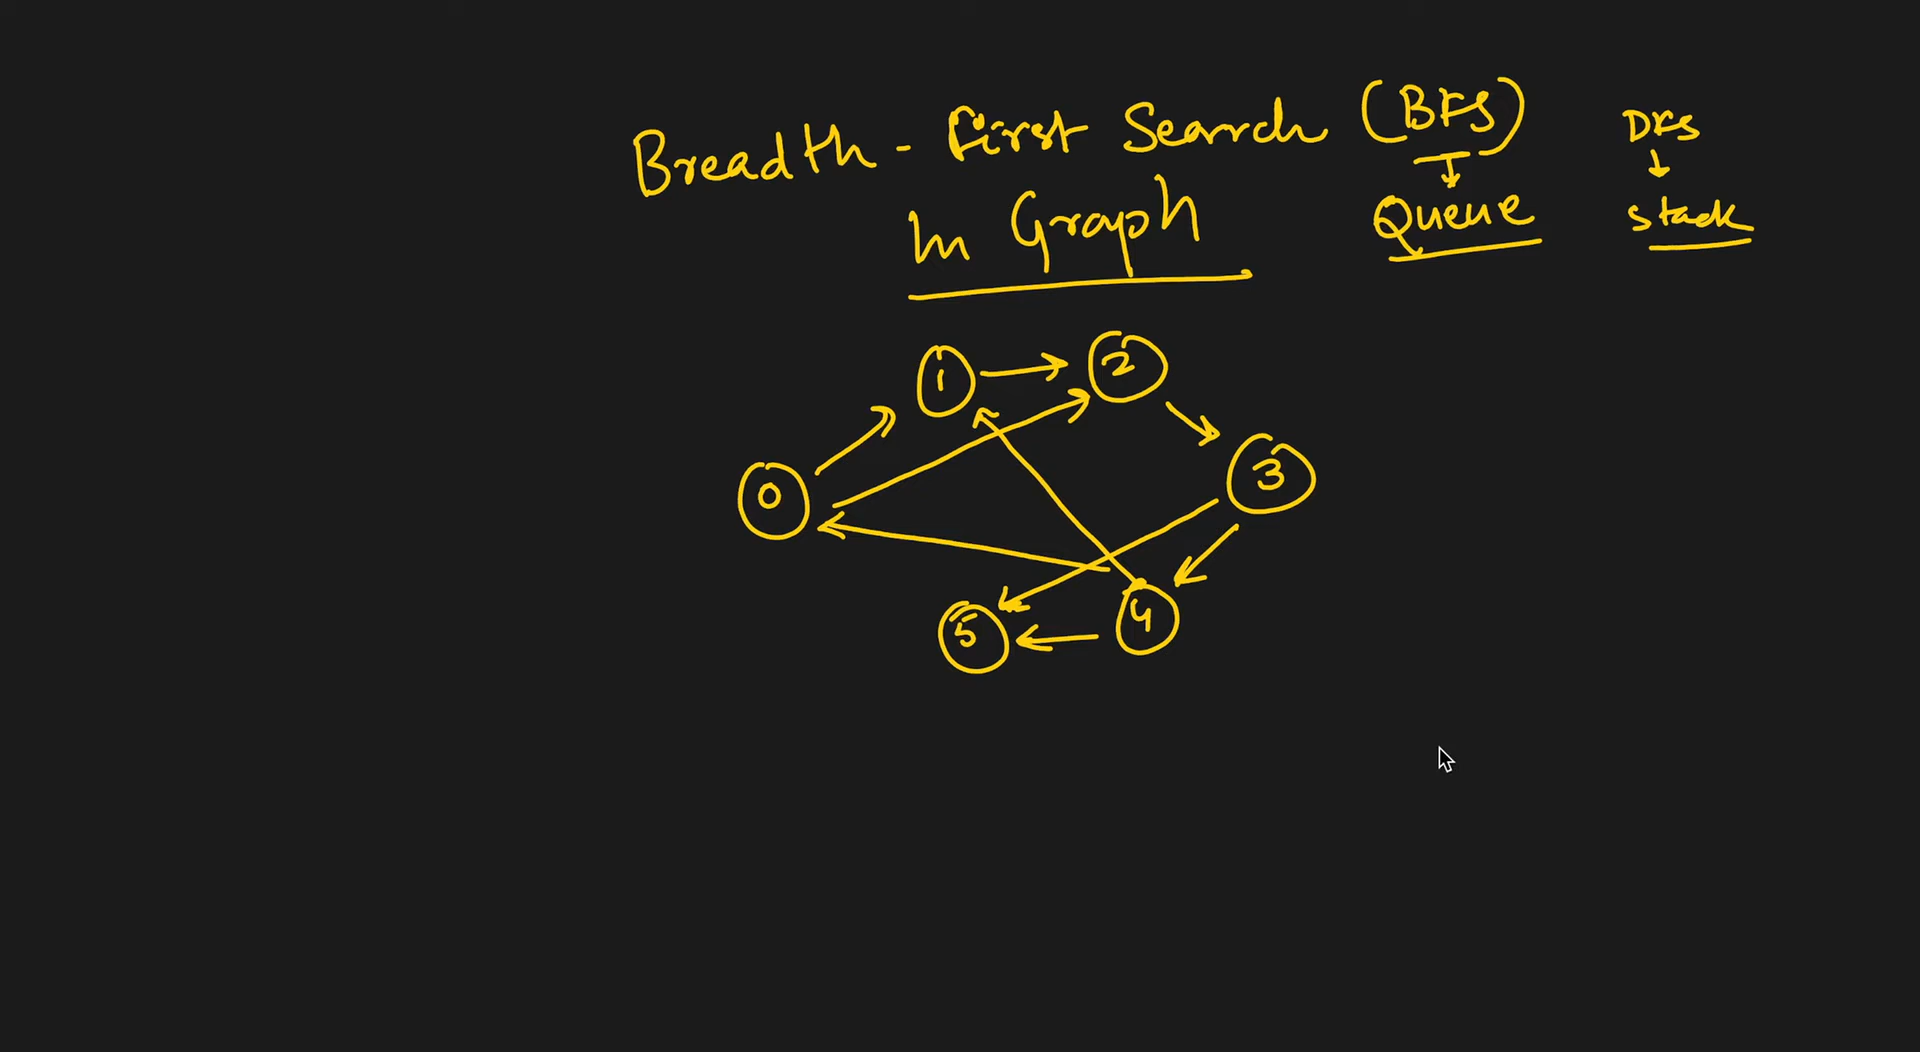 Breadth - First Search (BFS)
In Graph
Queue
DFS
stack
1
2
0
3
5
4